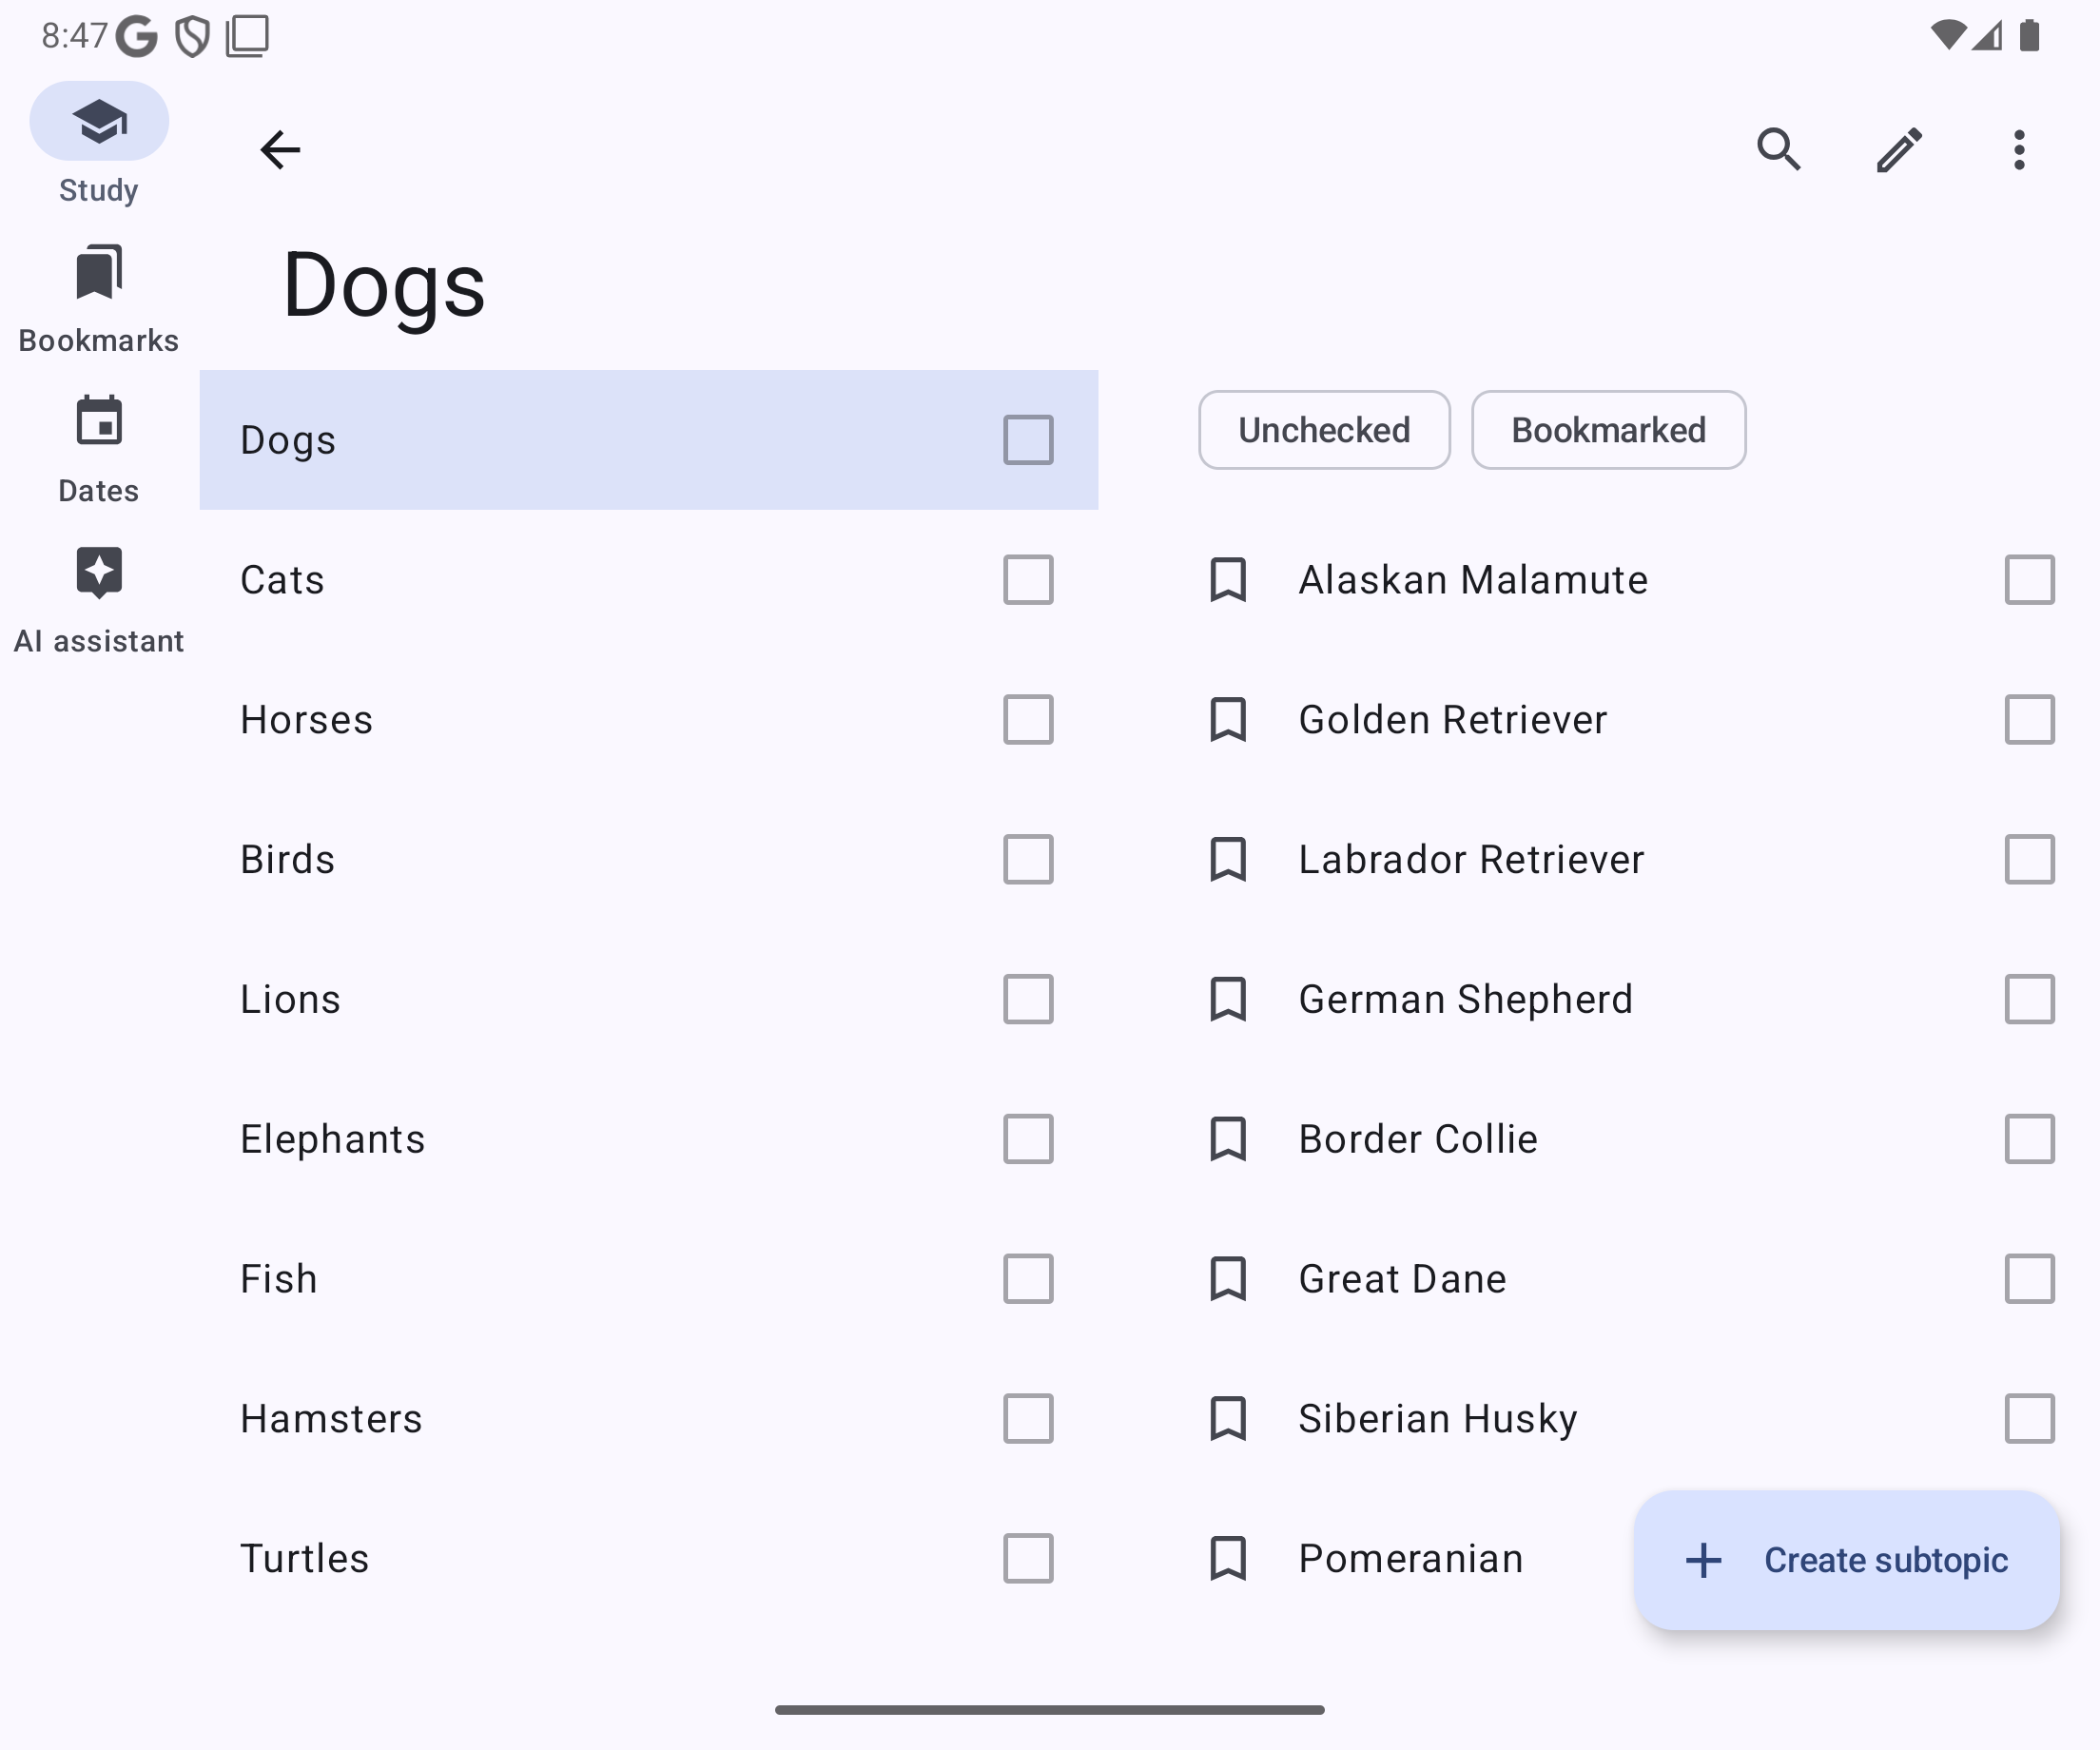 8:47
Study
Bookmarks
Dates
AI assistant
Dogs
Dogs
Cats
Horses
Birds
Lions
Elephants
Fish
Hamsters
Turtles
Unchecked
Bookmarked
Alaskan Malamute
Golden Retriever
Labrador Retriever
German Shepherd
Border Collie
Great Dane
Siberian Husky
Pomeranian
Create subtopic